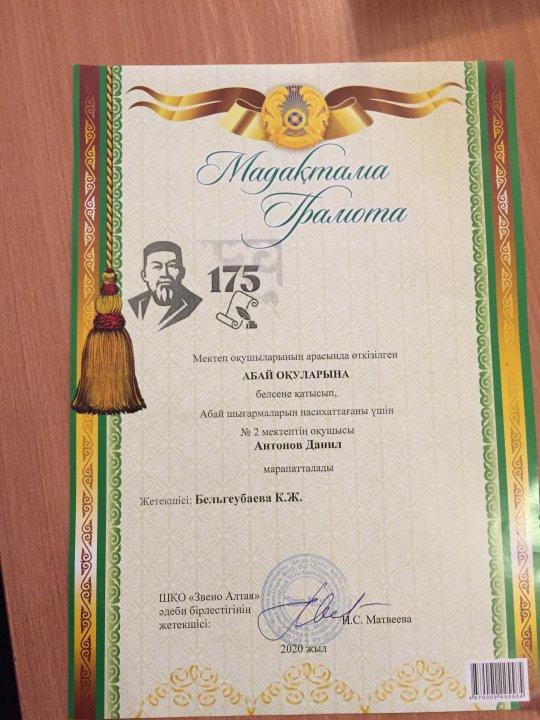 Мадақтама
Грамота
175
Мектеп оқушыларының арасында өткізілген
АБАЙ ОҚУЛАРЫНА
белсене қатысып,
Абай шығармаларын насихаттағаны үшін
№ 2 мектептің оқушысы
Антонов Данил
марапатталады
Жетекшісі: Бельгеубаева К.Ж.
ШҚО «Звено Алтая»
әдеби бірлестігінің
жетекшісі:
И.С. Матвеева
2020 жыл